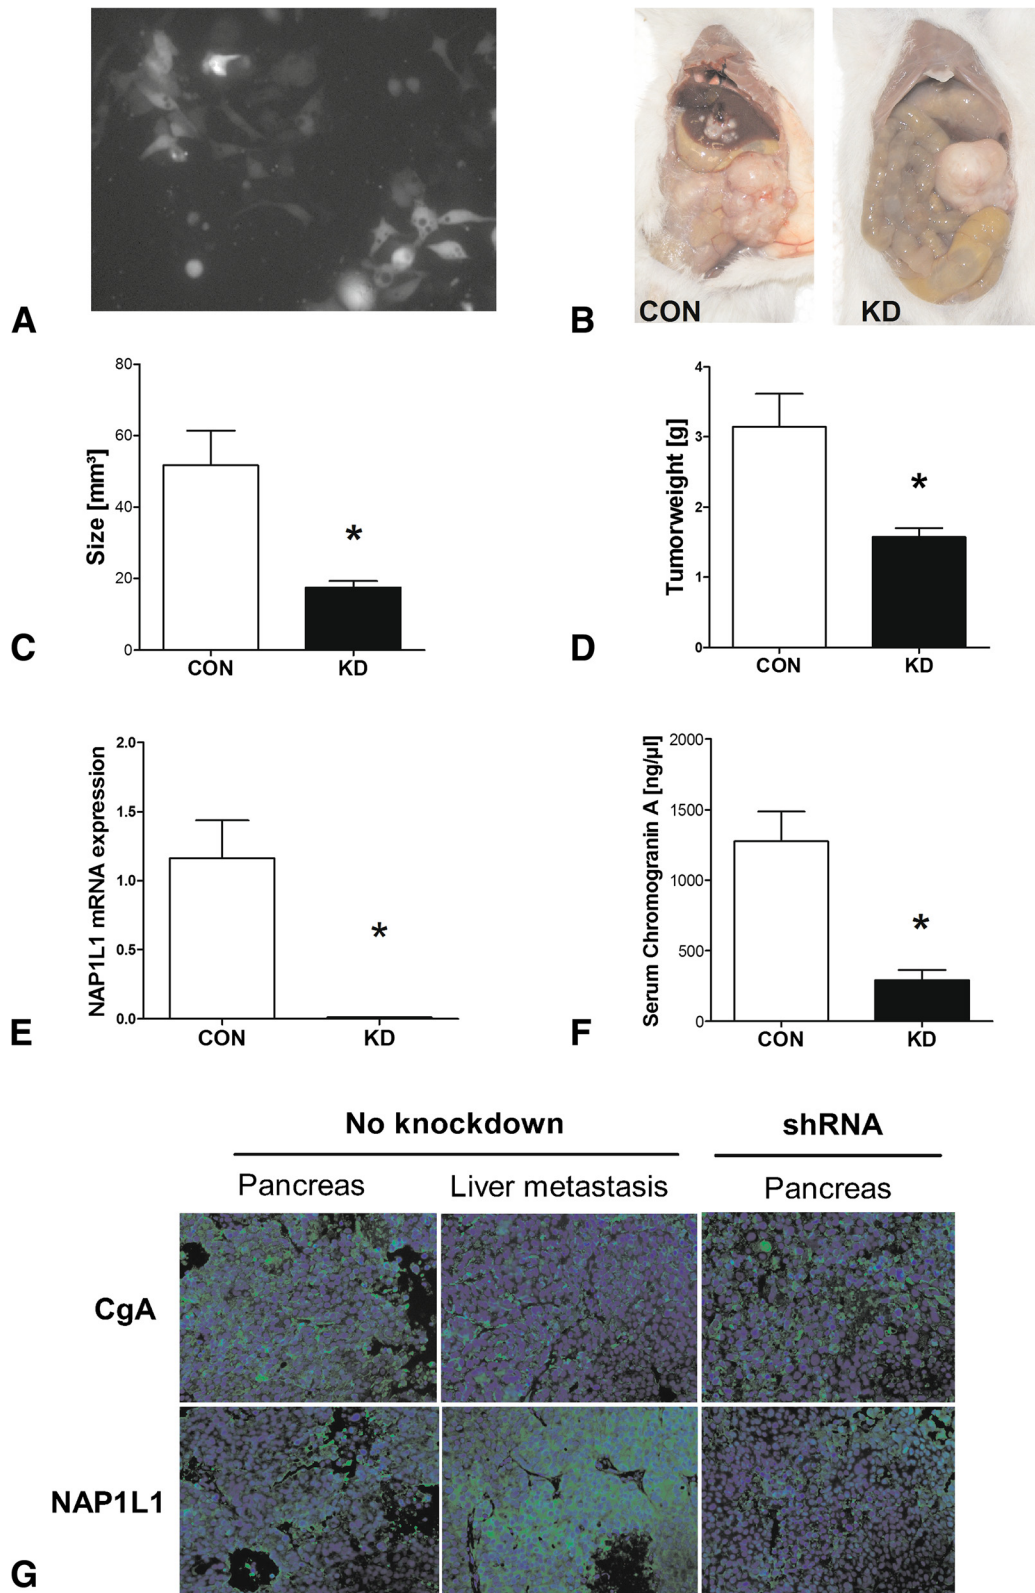 A
B
CON
KD
80
60
40
20
0
Size [mm³]
*
CON
KD
C
4
3
2
1
0
Tumorweight [g]
*
CON
KD
D
2.0
1.5
1.0
0.5
0.0
NAP1L1 mRNA expression
*
CON
KD
E
2000
1500
1000
500
0
Serum Chromogranin A [ng/µl]
*
CON
KD
F
No knockdown
shRNA
Pancreas
Liver metastasis
Pancreas
CgA
NAP1L1
G